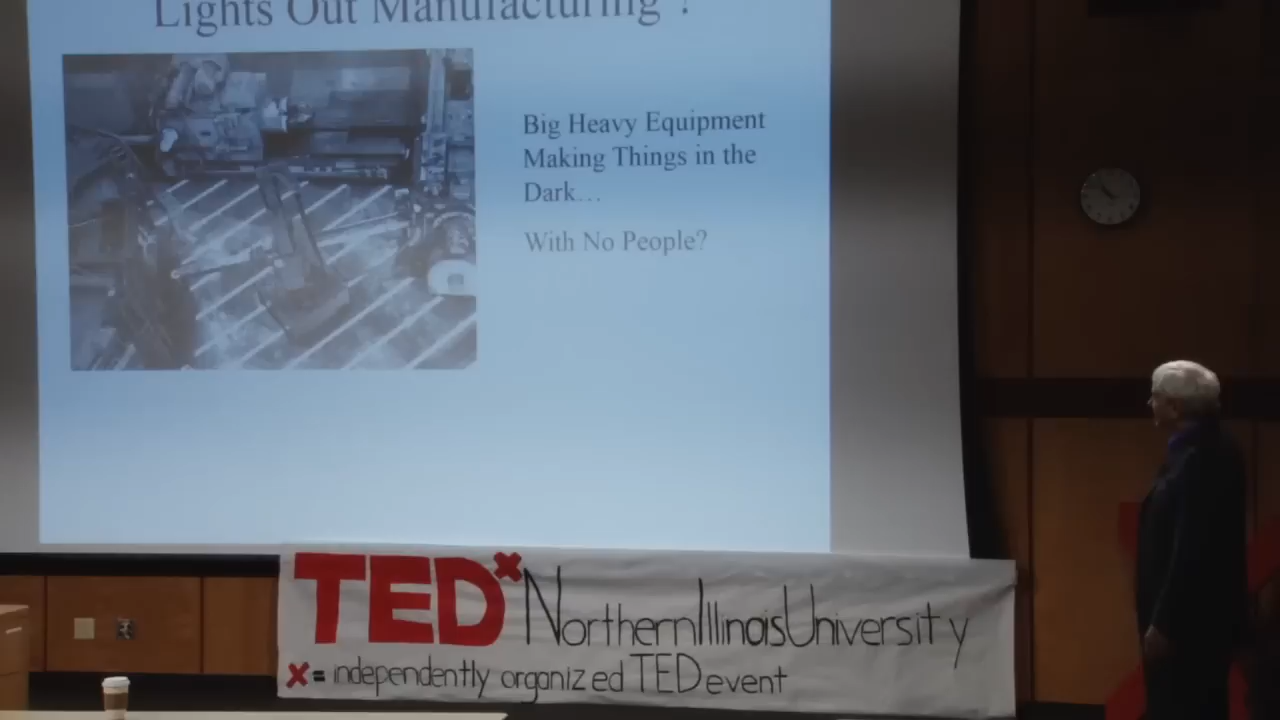 Lights Out Manufacturing ?
Big Heavy Equipment
Making Things in the
Dark…
With No People?
TEDx NorthernIllinoisUniversity
x = independently organized TED event